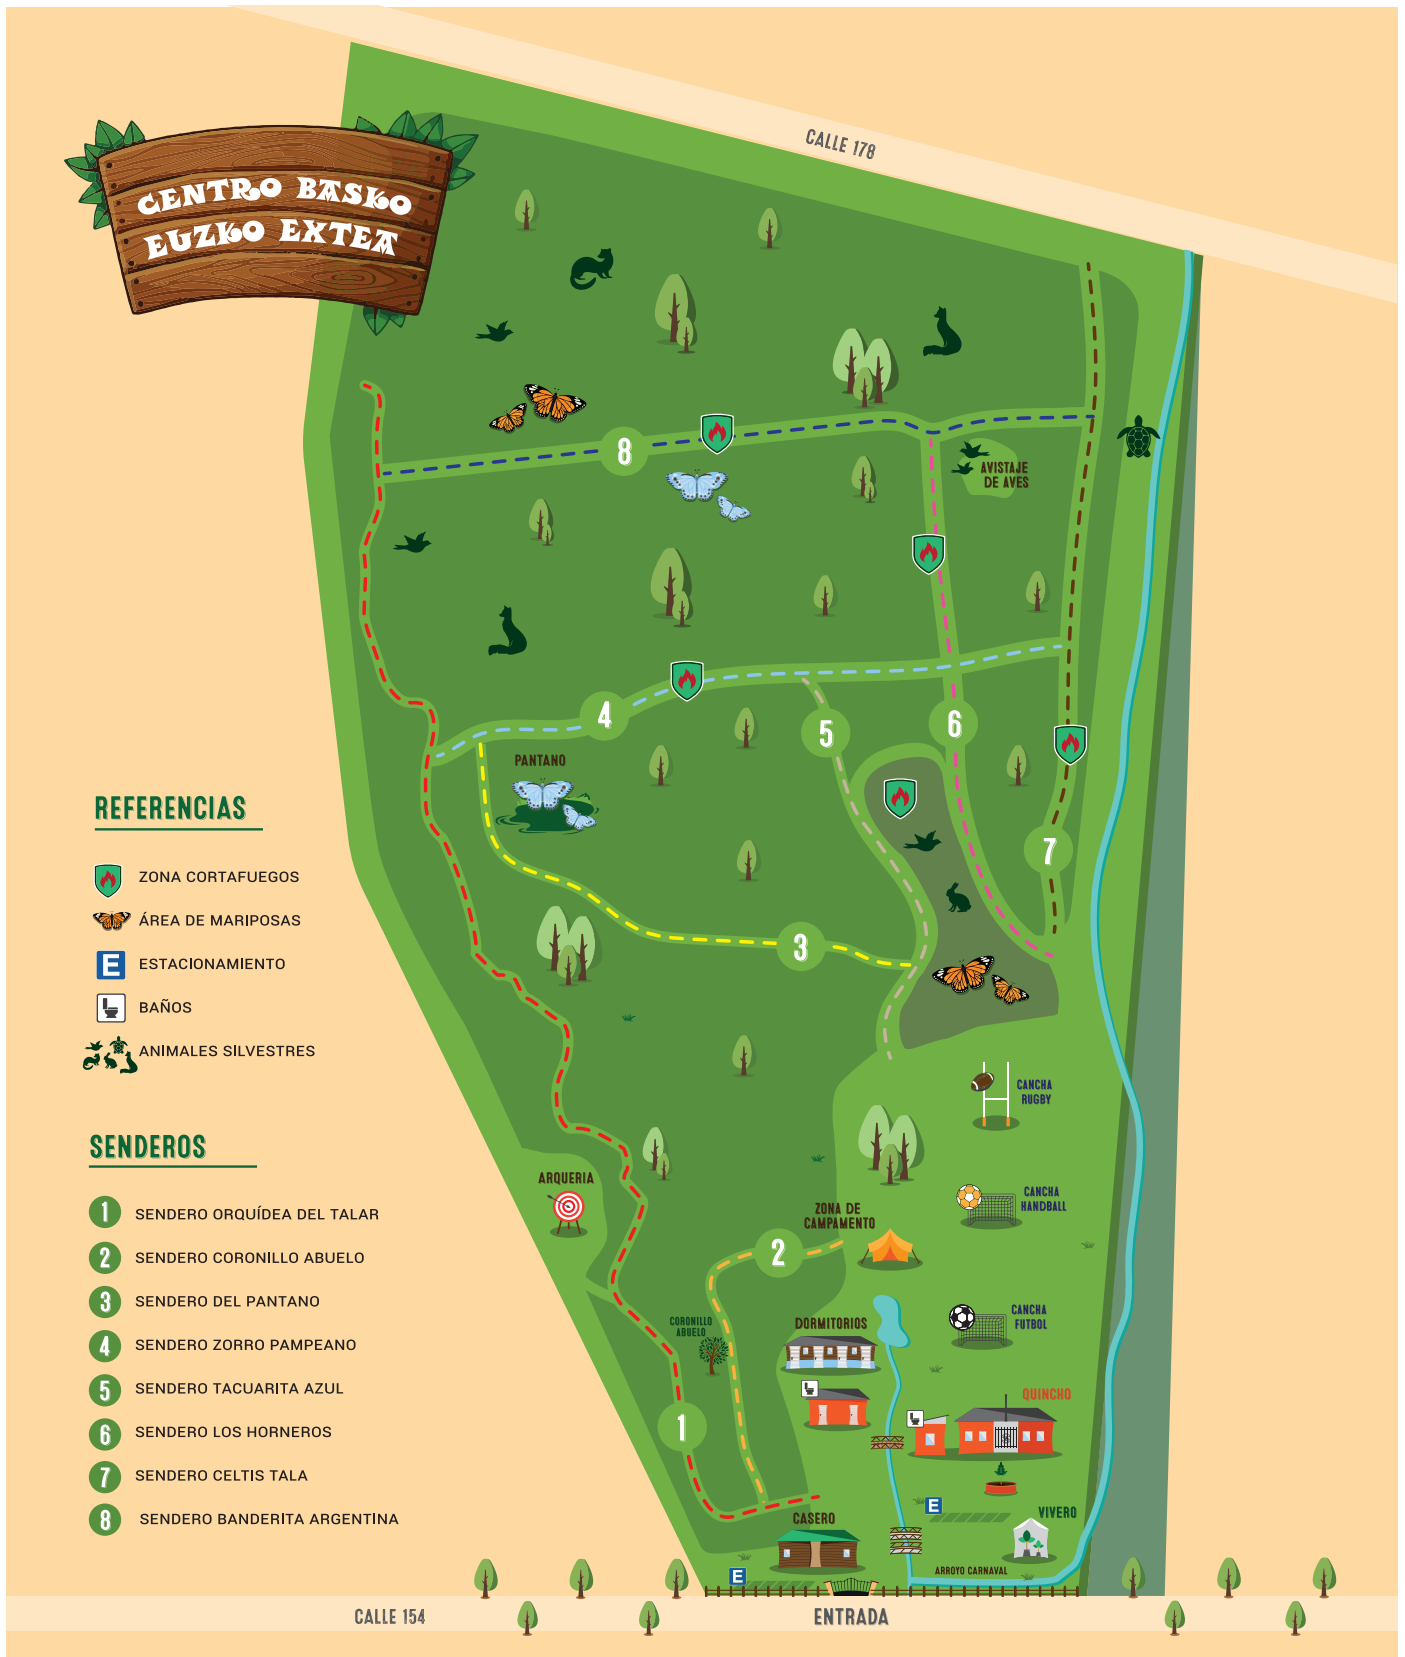 CALLE 178
CENTRO BASKO
EUZKO EXTEA
8
AVISTAJE
DE AVES
4
5
6
PANTANO
7
3
REFERENCIAS
ZONA CORTAFUEGOS
ÁREA DE MARIPOSAS
E
ESTACIONAMIENTO
BAÑOS
ANIMALES SILVESTRES
SENDEROS
1
SENDERO ORQUÍDEA DEL TALAR
2
SENDERO CORONILLO ABUELO
3
SENDERO DEL PANTANO
4
SENDERO ZORRO PAMPEANO
5
SENDERO TACUARITA AZUL
6
SENDERO LOS HORNEROS
7
SENDERO CELTIS TALA
8
SENDERO BANDERITA ARGENTINA
CANCHA
RUGBY
ARQUERIA
CANCHA
HANDBALL
ZONA DE
CAMPAMENTO
2
CORONILLO
ABUELO
DORMITORIOS
CANCHA
FUTBOL
QUINCHO
1
E
VIVERO
CASERO
E
ARROYO CARNAVAL
CALLE 154
ENTRADA